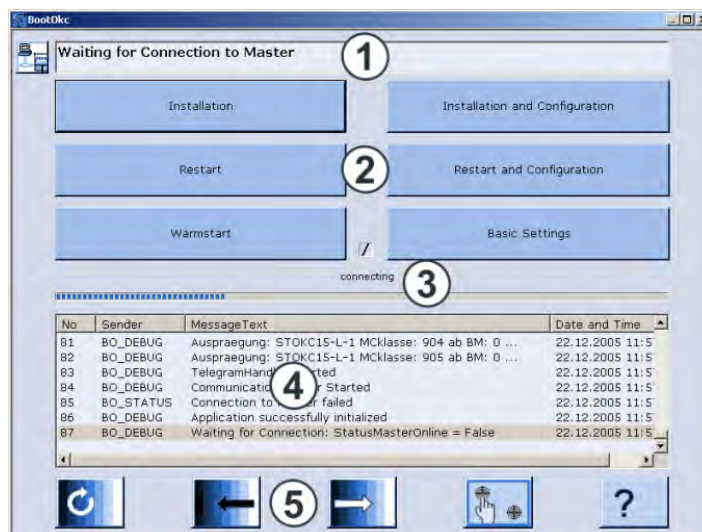 BootOkc
Waiting for Connection to Master
1
Installation
Installation and Configuration
Restart
2
Restart and Configuration
Warmstart
Basic Settings
/
connecting
3
No Sender MessageText Date and Time
81 BO_DEBUG Auspraegung: STOKC15-L-1 MCklasse: 904 ab BM: 0 ... 22.12.2005 11:5
82 BO_DEBUG Auspraegung: STOKC15-L-1 MCklasse: 905 ab BM: 0 ... 22.12.2005 11:5
83 BO_DEBUG 22.12.2005 11:5
84 BO_DEBUG Started 22.12.2005 11:5
85 BO_STATUS Connection to failed 22.12.2005 11:5
86 BO_DEBUG Application successfully initialized 22.12.2005 11:5
87 BO_DEBUG Waiting for Connection: StatusMasterOnline = False 22.12.2005 11:5
4
5
?